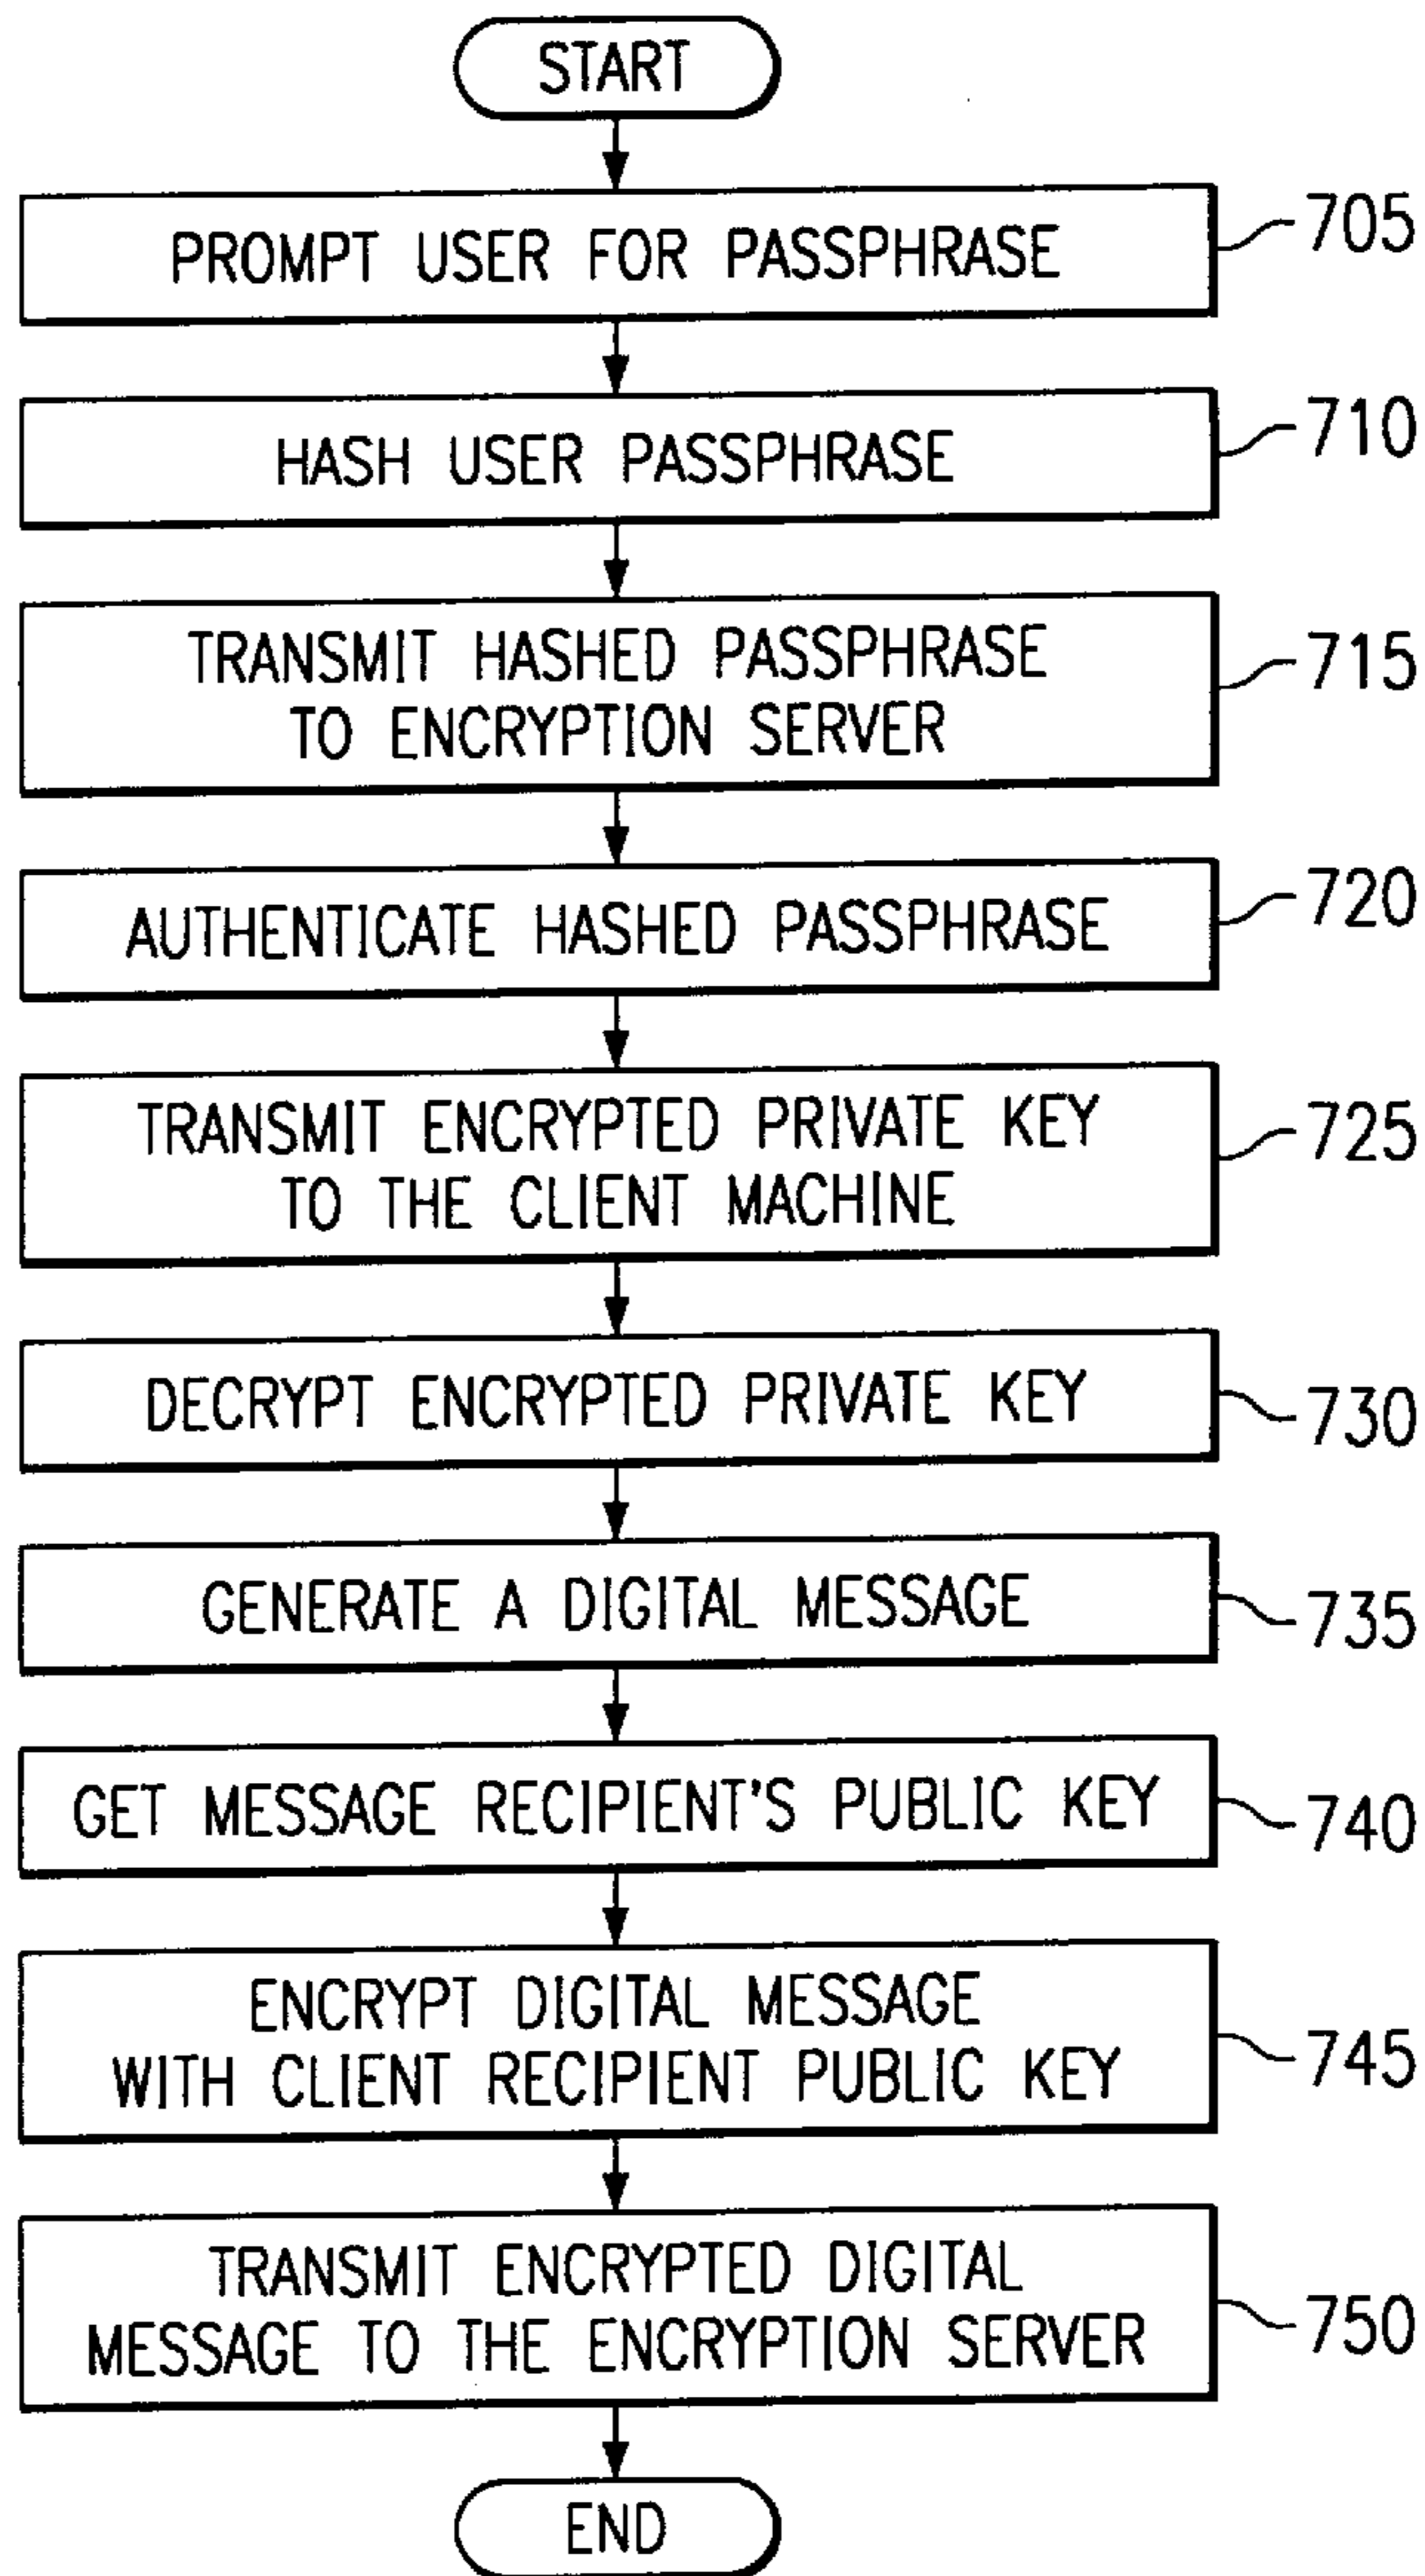 START
PROMPT USER FOR PASSPHRASE
705
HASH USER PASSPHRASE
710
TRANSMIT HASHED PASSPHRASE
TO ENCRYPTION SERVER
715
AUTHENTICATE HASHED PASSPHRASE
720
TRANSMIT ENCRYPTED PRIVATE KEY
TO THE CLIENT MACHINE
725
DECRYPT ENCRYPTED PRIVATE KEY
730
GENERATE A DIGITAL MESSAGE
735
GET MESSAGE RECIPIENT'S PUBLIC KEY
740
ENCRYPT DIGITAL MESSAGE
WITH CLIENT RECIPIENT PUBLIC KEY
745
TRANSMIT ENCRYPTED DIGITAL
MESSAGE TO THE ENCRYPTION SERVER
750
END